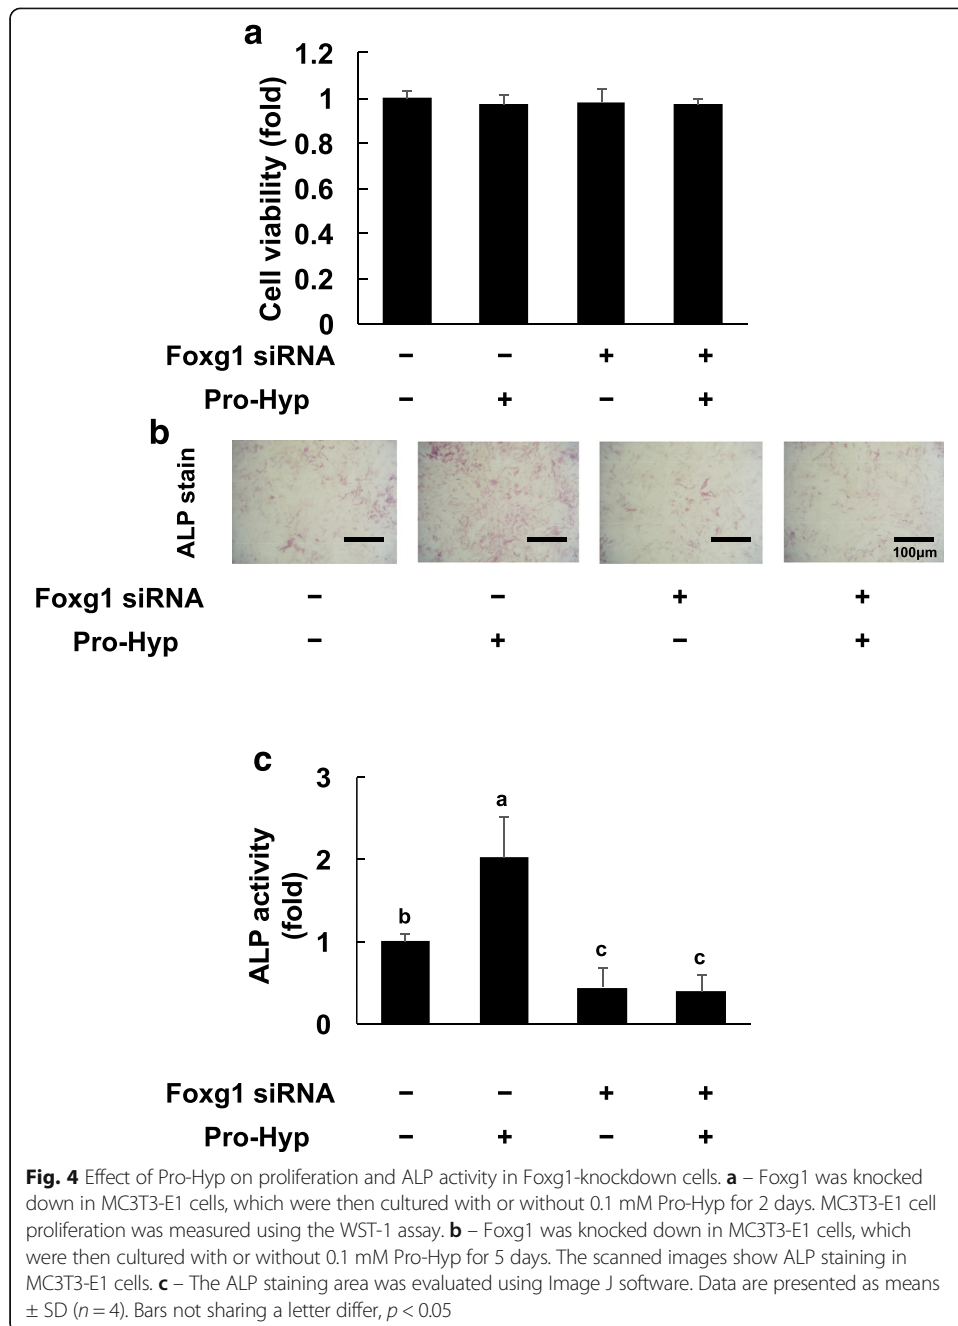 a
1.2
1
0.8
0.6
0.4
0.2
0
Cell viability (fold)
Foxg1 siRNA − − + +
Pro-Hyp − + − +
b
ALP stain
100μm
Foxg1 siRNA − − + +
Pro-Hyp − + − +
c
3
2
1
0
ALP activity
(fold)
b
a
c
c
Foxg1 siRNA − − + +
Pro-Hyp − + − +
Fig. 4 Effect of Pro-Hyp on proliferation and ALP activity in Foxg1-knockdown cells. a – Foxg1 was knocked
down in MC3T3-E1 cells, which were then cultured with or without 0.1 mM Pro-Hyp for 2 days. MC3T3-E1 cell
proliferation was measured using the WST-1 assay. b – Foxg1 was knocked down in MC3T3-E1 cells, which
were then cultured with or without 0.1 mM Pro-Hyp for 5 days. The scanned images show ALP staining in
MC3T3-E1 cells. c – The ALP staining area was evaluated using Image J software. Data are presented as means
± SD (n = 4). Bars not sharing a letter differ, p < 0.05